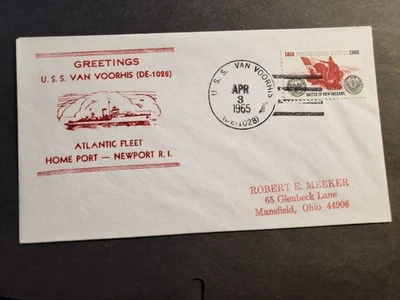 GREETINGS
U.S.S. VAN VOORHIS (DE-1028)
ATLANTIC FLEET
HOME PORT — NEWPORT R.I.
U. S. S. VAN VOORHIS
APR
3
1965
(DE-1028)
1815 1965
BATTLE OF NEW ORLEANS
ROBERT E. MEEKER
65 Glenbeck Lane
Mansfield, Ohio 44906